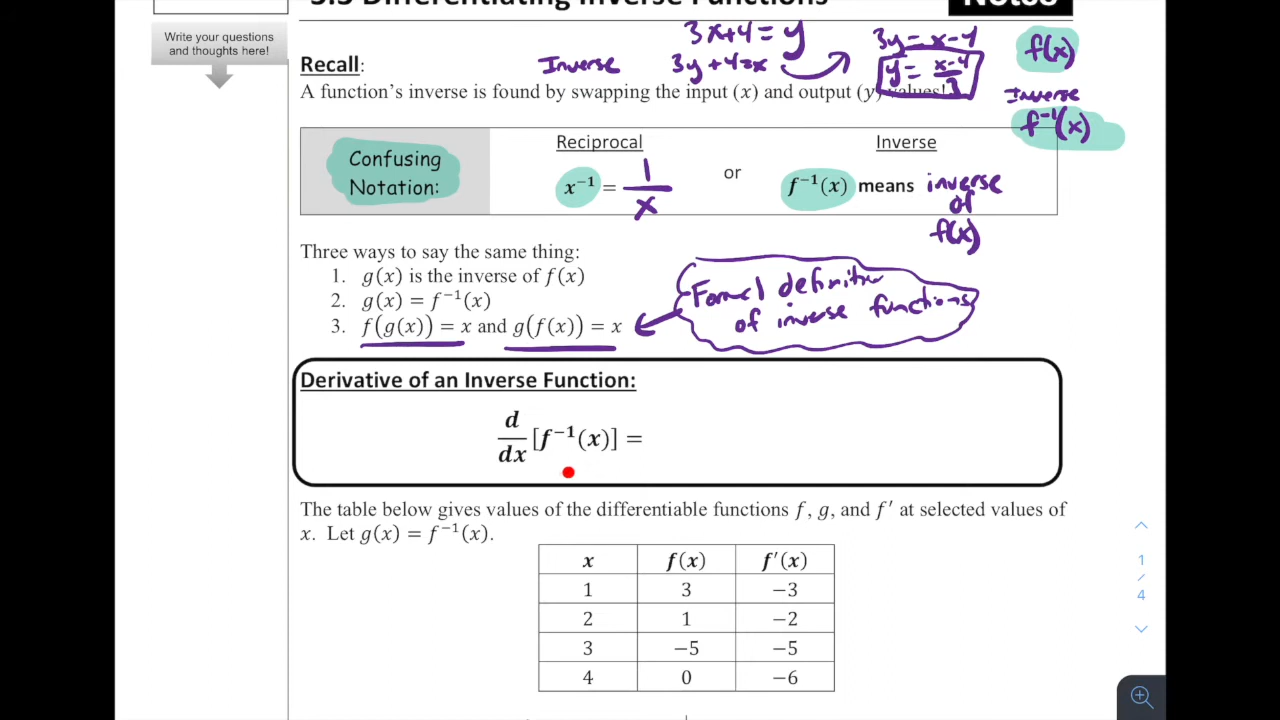 3.3 Differentiating Inverse Functions
Notes
Write your questions
and thoughts here!
3x+4 = y
3y = x-4
f(x)
Recall:
Inverse
3y+4=x
y = x-4/3
A function's inverse is found by swapping the input (x) and output (y) values!
Inverse
f⁻¹(x)
Confusing
Notation:
Reciprocal
x⁻¹ = 1/x
or
Inverse
f⁻¹(x) means inverse
of
f(x)
Three ways to say the same thing:
1. g(x) is the inverse of f(x)
2. g(x) = f⁻¹(x)
3. f(g(x)) = x and g(f(x)) = x
Formal definition
of inverse functions
Derivative of an Inverse Function:
d/dx [f⁻¹(x)] =
The table below gives values of the differentiable functions f, g, and f′ at selected values of
x. Let g(x) = f⁻¹(x).
x f(x) f′(x)
1 3 −3
2 1 −2
3 −5 −5
4 0 −6
1
/
4